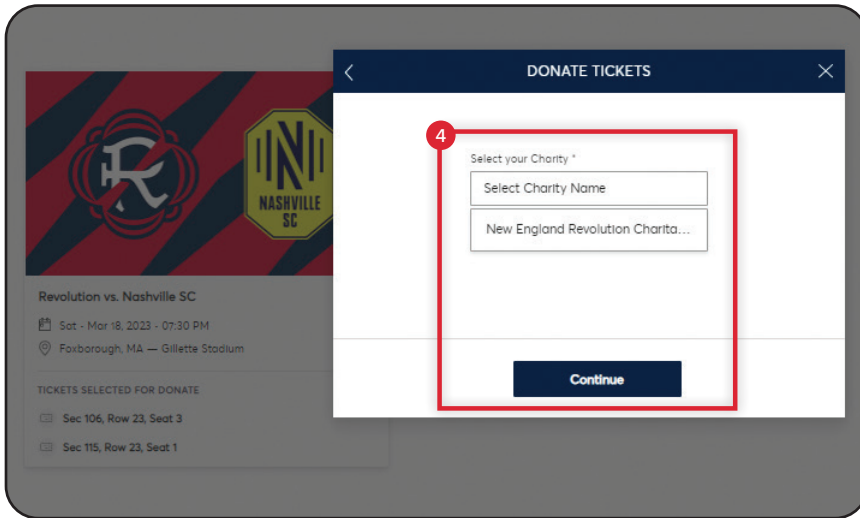 NASHVILLE
SC
Revolution vs. Nashville SC
Sat - Mar 18, 2023 - 07:30 PM
Foxborough, MA — Gillette Stadium
TICKETS SELECTED FOR DONATE
Sec 106, Row 23, Seat 3
Sec 115, Row 23, Seat 1
DONATE TICKETS
4
Select your Charity *
Select Charity Name
New England Revolution Charita...
Continue